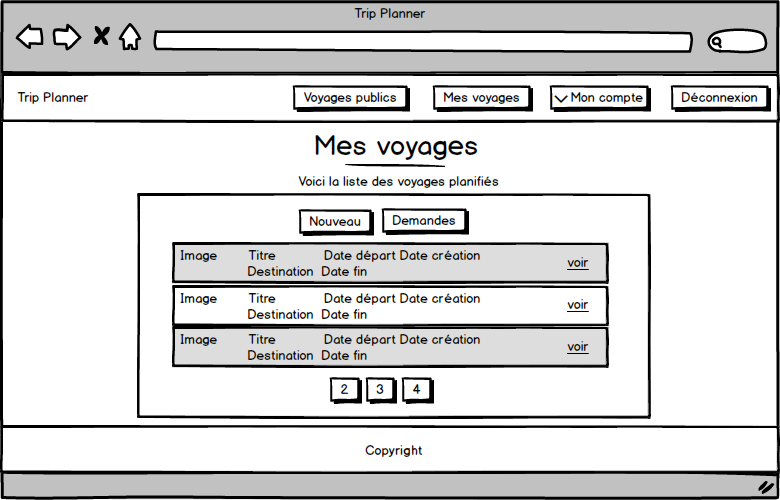 Trip Planner
Trip Planner
Voyages publics
Mes voyages
Mon compte
Déconnexion
Mes voyages
Voici la liste des voyages planifiés
Nouveau
Demandes
Image Titre Date départ Date création
Destination Date fin
voir
Image Titre Date départ Date création
Destination Date fin
voir
Image Titre Date départ Date création
Destination Date fin
voir
2 3 4
Copyright